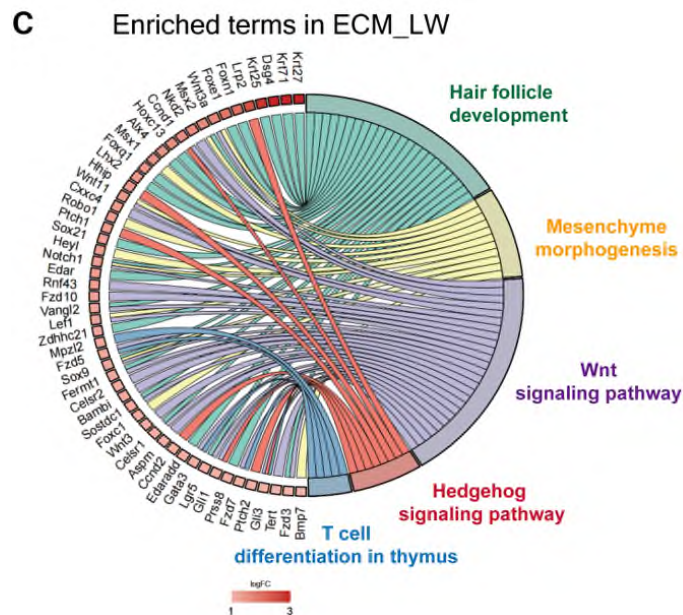 C
Enriched terms in ECM_LW
Krt27
Krt71
Dsg4
Krt25
Lrp2
Foxn1
Foxe1
Wnt3a
Msx2
Nkd2
Ccnd1
Hoxc13
Alx4
Msx1
Foxq1
Lhx2
Hhip
Wnt11
Cxxc4
Robo1
Ptch1
Sox21
Heyl
Notch1
Edar
Rnf43
Fzd10
Vangl2
Lef1
Zdhhc21
Mpzl2
Fzd5
Sox9
Fermt1
Celsr2
Bambi
Sostdc1
Foxc1
Wnt3
Celsr1
Aspm
Ccnd2
Edaradd
Gata3
Lgr5
Gli1
Prss8
Fzd7
Ptch2
Gli3
Tert
Fzd3
Bmp7
Hair follicle
development
Mesenchyme
morphogenesis
Wnt
signaling pathway
Hedgehog
signaling pathway
T cell
differentiation in thymus
logFC
1 3